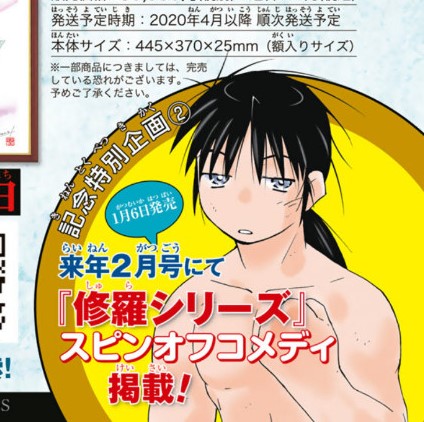 発送予定時期：2020年4月以降 順次発送予定
本体サイズ：445×370×25mm（額入りサイズ）
※一部商品につきましては、完売
している恐れがございます。
予めご了承ください。
記念特別企画②
1月6日発売
来年2月号にて
『修羅シリーズ』
スピンオフコメディ
掲載！